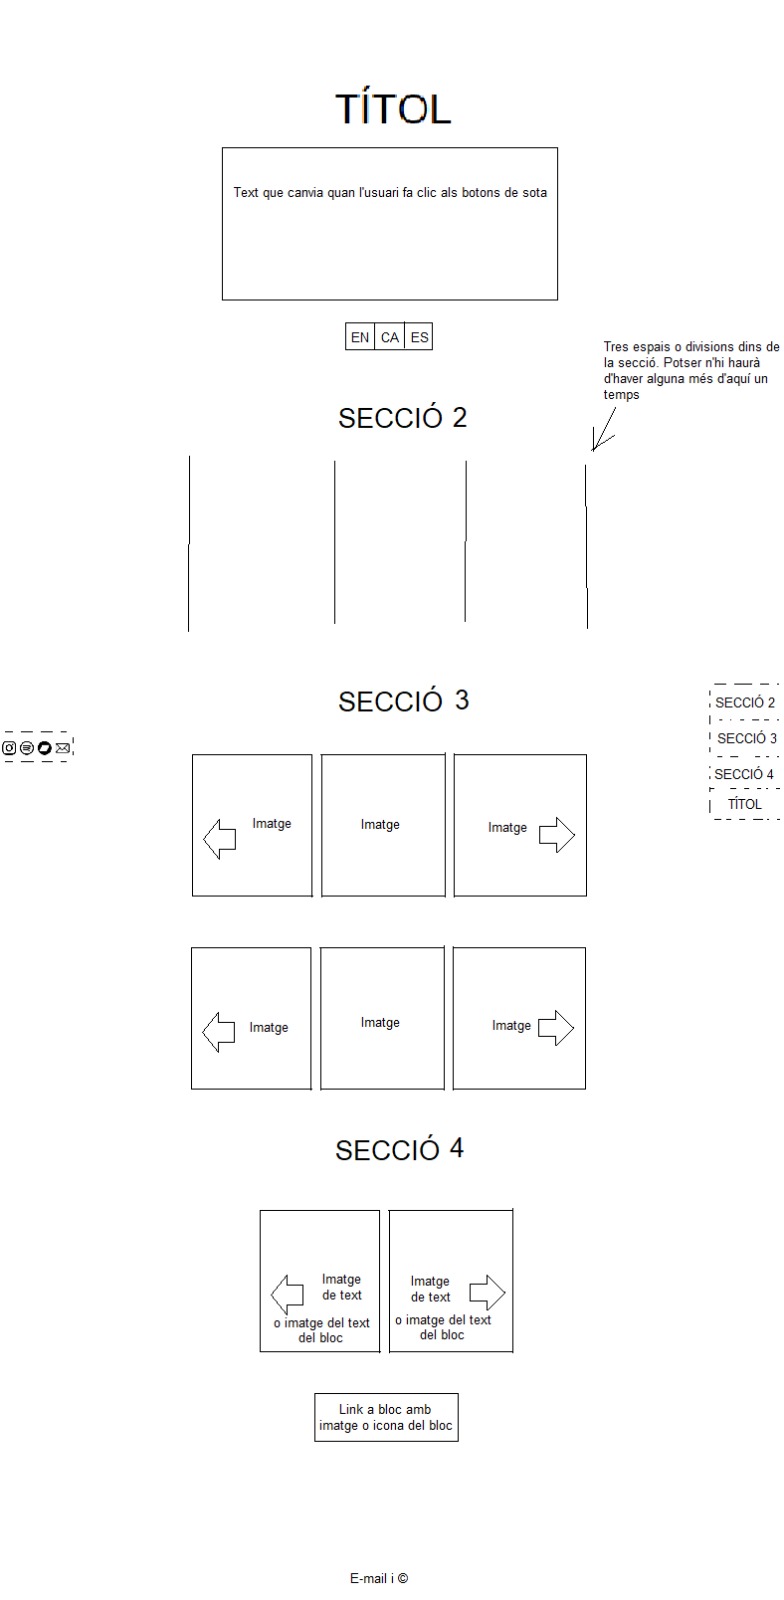 TÍTOL
Text que canvia quan l'usuari fa clic als botons de sota
EN CA ES
Tres espais o divisions dins de
la secció. Potser n'hi haurà
d'haver alguna més d'aquí un
temps
SECCIÓ 2
SECCIÓ 3
SECCIÓ 2
SECCIÓ 3
SECCIÓ 4
TÍTOL
Imatge
Imatge
Imatge
Imatge
Imatge
Imatge
SECCIÓ 4
Imatge
de text
o imatge del text
del bloc
Imatge
de text
o imatge del text
del bloc
Link a bloc amb
imatge o icona del bloc
E-mail i ©